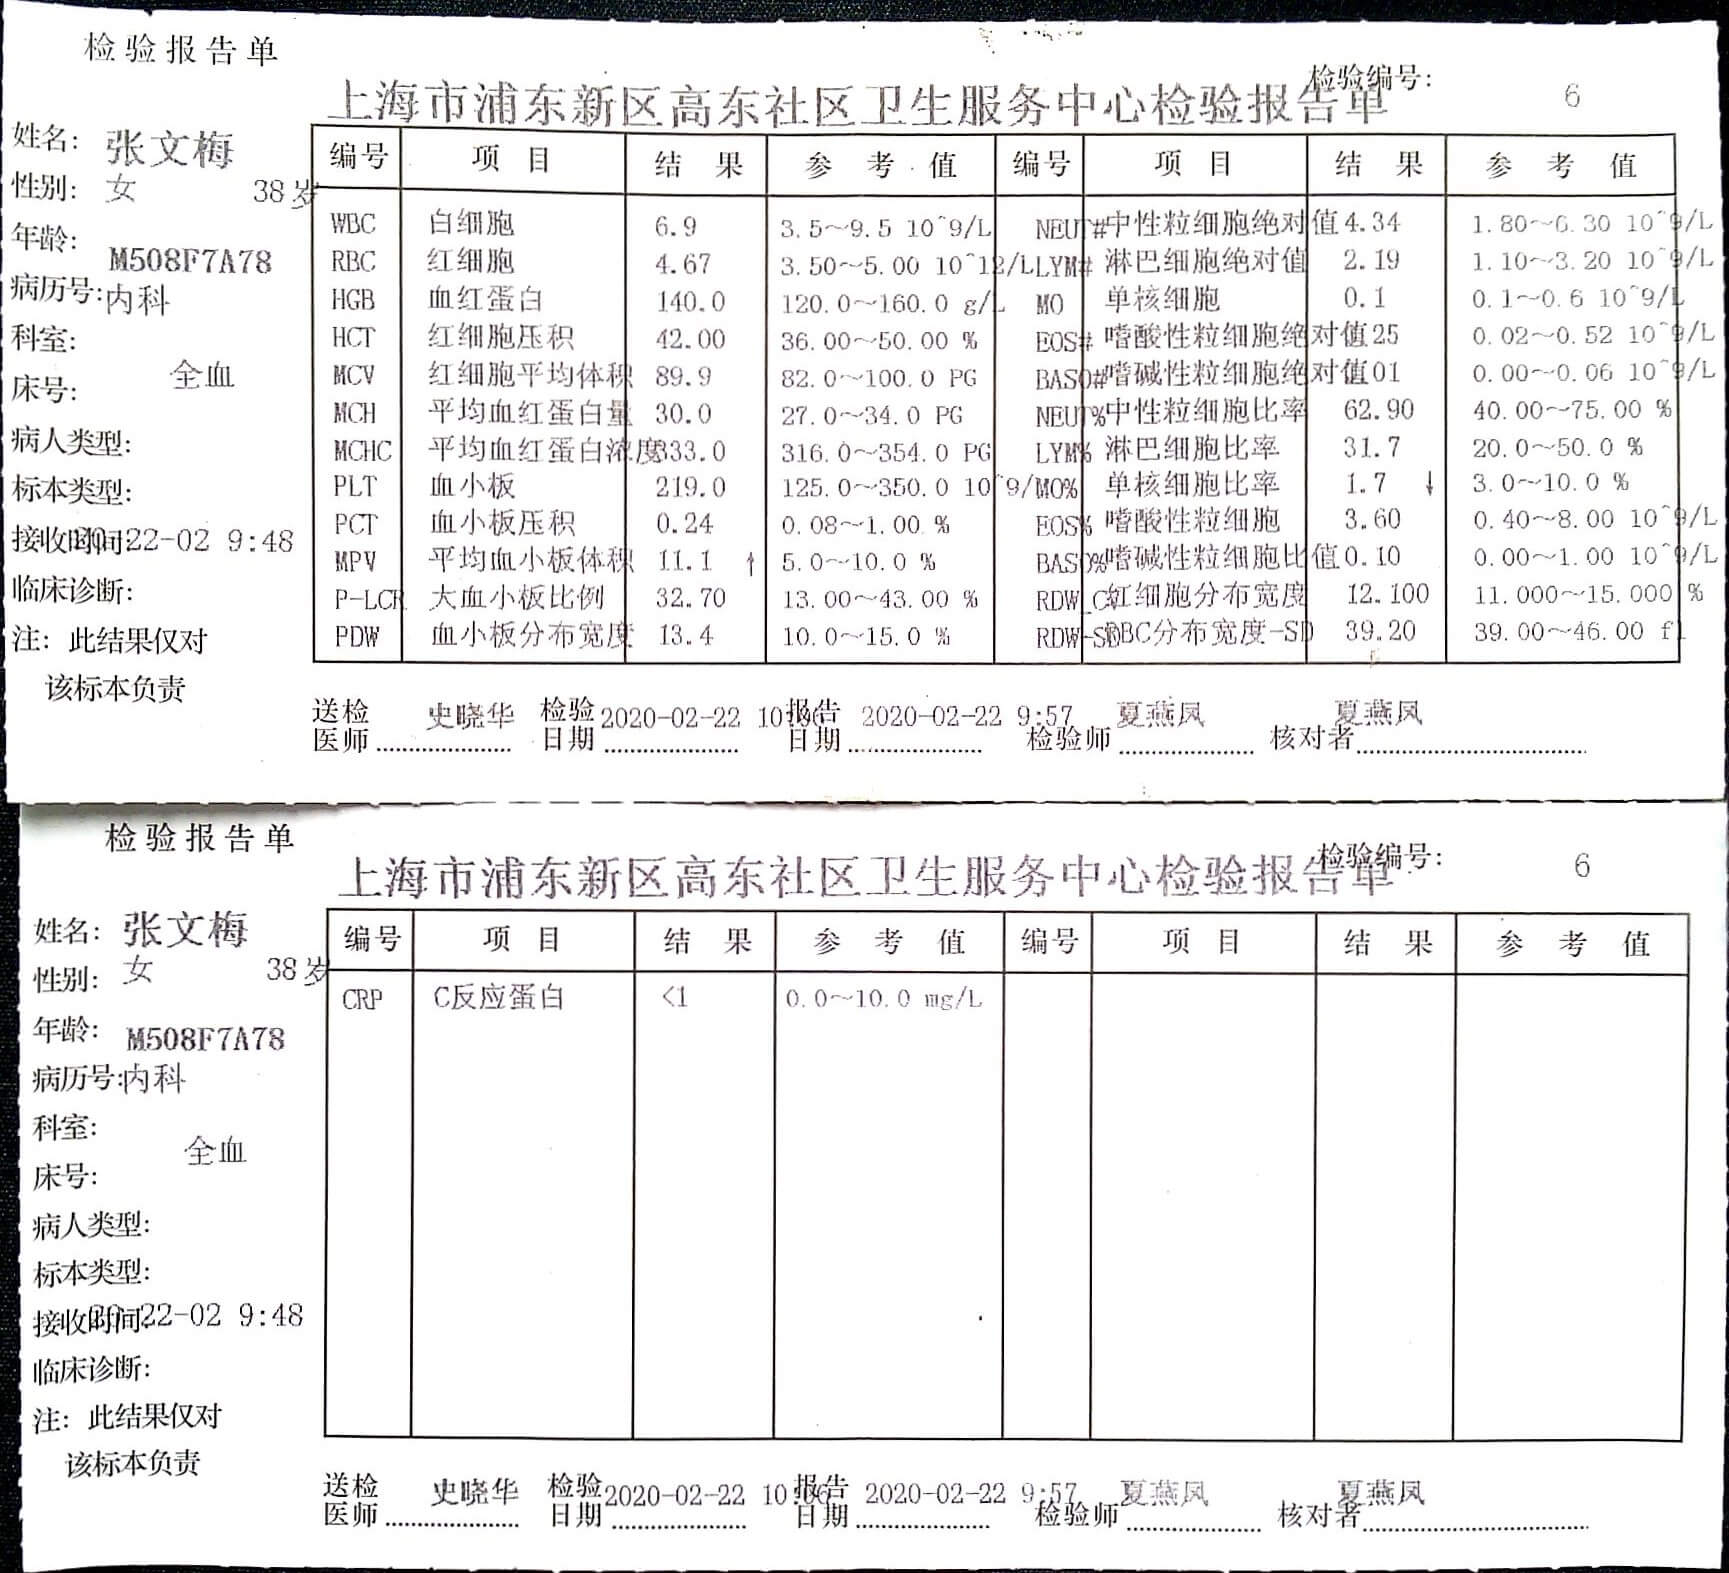 检验报告单
上海市浦东新区高东社区卫生服务中心检验报告单
检验编号: 6
姓名: 张文梅
性别: 女 38岁
年龄:
M508F7A78
病历号: 内科
科室:
全血
床号:
病人类型:
标本类型:
接收时间: 22-02 9:48
临床诊断:
注: 此结果仅对
该标本负责
编号 项目 结果 参考值 编号 项目 结果 参考值
WBC 白细胞 6.9 3.5~9.5 10^9/L NEUT# 中性粒细胞绝对值 4.34 1.80~6.30 10^9/L
RBC 红细胞 4.67 3.50~5.00 10^12/L LYM# 淋巴细胞绝对值 2.19 1.10~3.20 10^9/L
HGB 血红蛋白 140.0 120.0~160.0 g/L MO 单核细胞 0.1 0.1~0.6 10^9/L
HCT 红细胞压积 42.00 36.00~50.00 % EOS# 嗜酸性粒细胞绝对值 25 0.02~0.52 10^9/L
MCV 红细胞平均体积 89.9 82.0~100.0 PG BASO# 嗜碱性粒细胞绝对值 01 0.00~0.06 10^9/L
MCH 平均血红蛋白量 30.0 27.0~34.0 PG NEUT% 中性粒细胞比率 62.90 40.00~75.00 %
MCHC 平均血红蛋白浓度 333.0 316.0~354.0 PG LYM% 淋巴细胞比率 31.7 20.0~50.0 %
PLT 血小板 219.0 125.0~350.0 10^9/ MO% 单核细胞比率 1.7 ↓ 3.0~10.0 %
PCT 血小板压积 0.24 0.08~1.00 % EOS% 嗜酸性粒细胞 3.60 0.40~8.00 10^9/L
MPV 平均血小板体积 11.1 ↑ 5.0~10.0 % BASO% 嗜碱性粒细胞比值 0.10 0.00~1.00 10^9/L
P-LCR 大血小板比例 32.70 13.00~43.00 % RDW_CV 红细胞分布宽度 12.100 11.000~15.000 %
PDW 血小板分布宽度 13.4 10.0~15.0 % RDW-SD RBC分布宽度-SD 39.20 39.00~46.00 fl
送检医师 史晓华 检验日期 2020-02-22 10:06 报告日期 2020-02-22 9:57 检验师 夏燕凤 核对者 夏燕凤
检验报告单
上海市浦东新区高东社区卫生服务中心检验报告单
检验编号: 6
姓名: 张文梅
性别: 女 38岁
年龄:
M508F7A78
病历号: 内科
科室:
全血
床号:
病人类型:
标本类型:
接收时间: 22-02 9:48
临床诊断:
注: 此结果仅对
该标本负责
编号 项目 结果 参考值 编号 项目 结果 参考值
CRP C反应蛋白 <1 0.0~10.0 mg/L
送检医师 史晓华 检验日期 2020-02-22 10:06 报告日期 2020-02-22 9:57 检验师 夏燕凤 核对者 夏燕凤